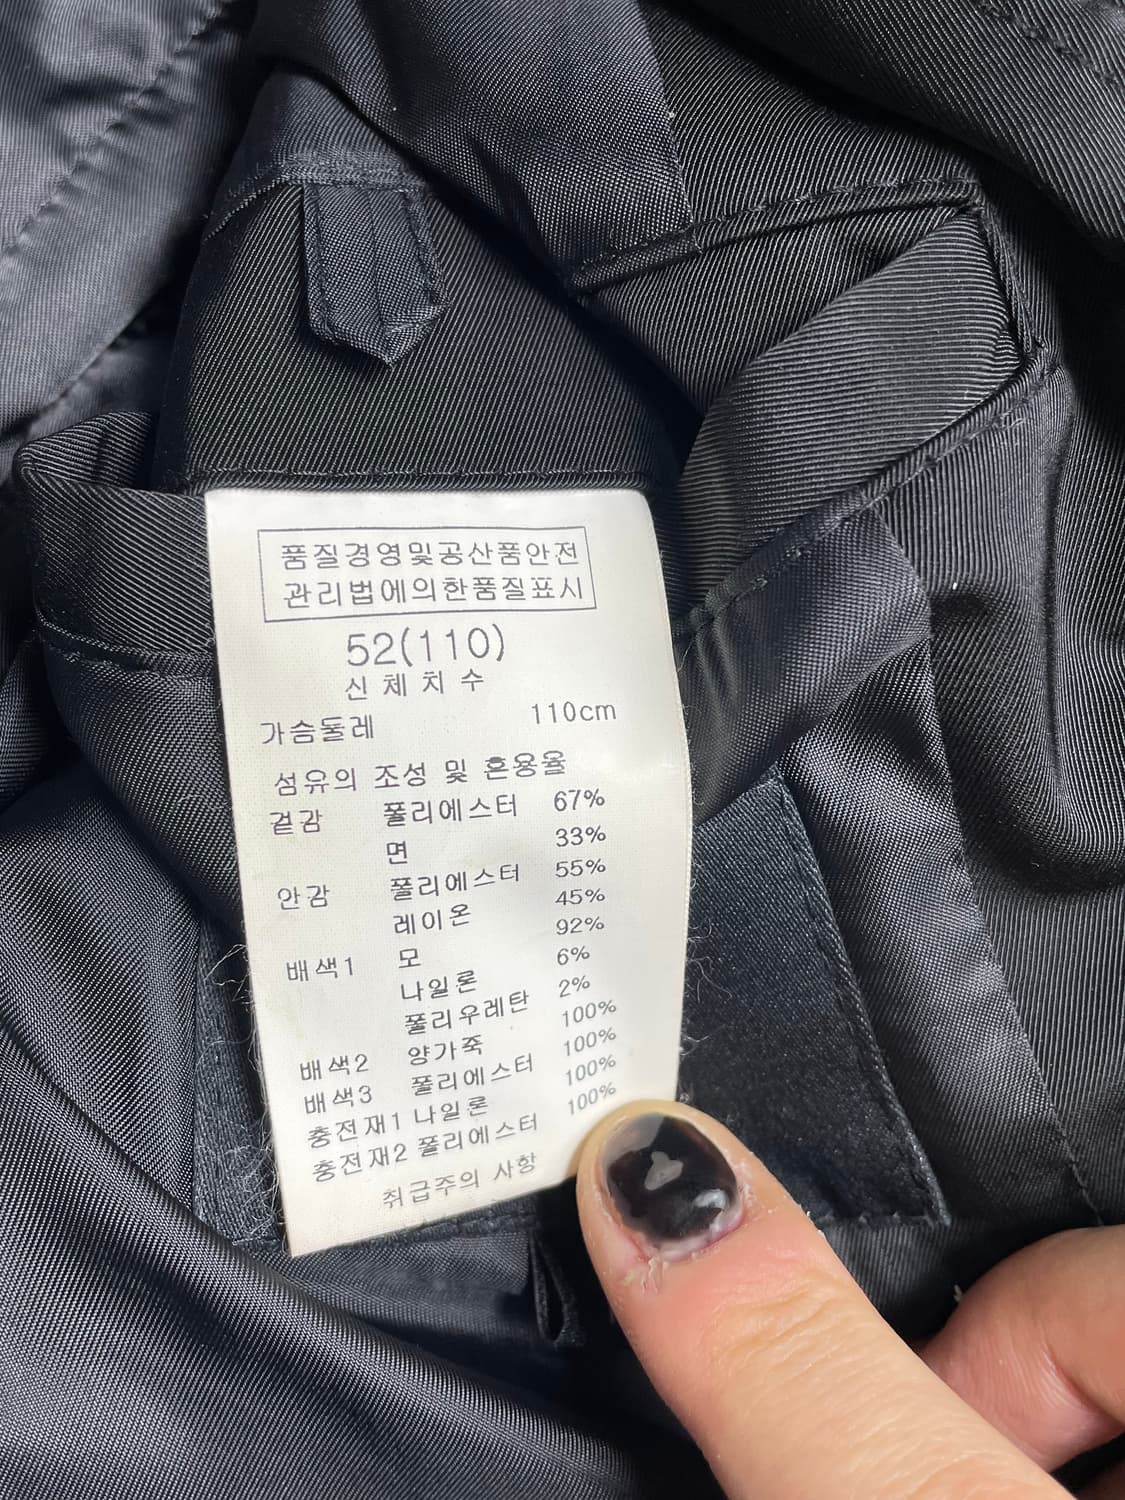 품질경영및공산품안전
관리법에의한품질표시
52(110)
신 체 치 수
가슴둘레 110cm
섬유의 조성 및 혼용율
겉감 폴리에스터 67%
면 33%
안감 폴리에스터 55%
레이온 45%
배색1 모 92%
나일론 6%
폴리우레탄 2%
배색2 양가죽 100%
배색3 폴리에스터 100%
충전재1 나일론 100%
충전재2 폴리에스터 100%
취급주의 사항